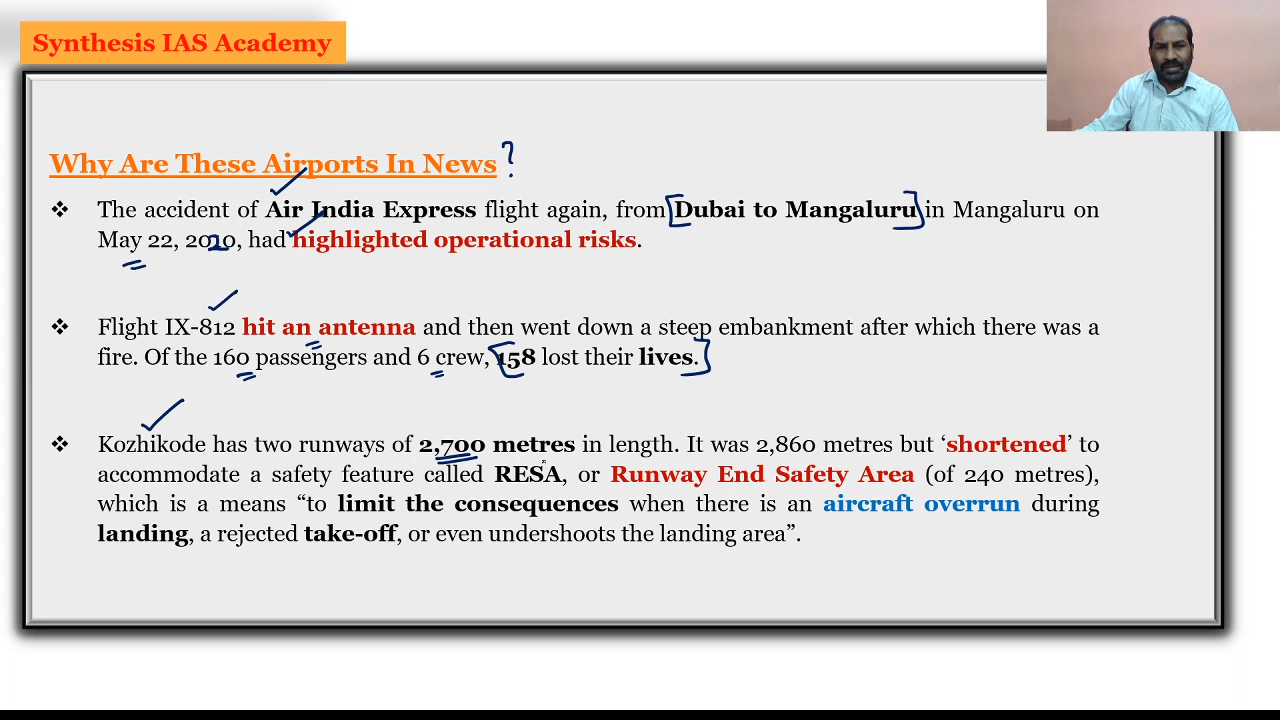 Synthesis IAS Academy
Why Are These Airports In News ?
❖ The accident of Air India Express flight again, from Dubai to Mangaluru in Mangaluru on
May 22, 2020, had highlighted operational risks.
❖ Flight IX-812 hit an antenna and then went down a steep embankment after which there was a
fire. Of the 160 passengers and 6 crew, 158 lost their lives.
❖ Kozhikode has two runways of 2,700 metres in length. It was 2,860 metres but ‘shortened’ to
accommodate a safety feature called RESA, or Runway End Safety Area (of 240 metres),
which is a means “to limit the consequences when there is an aircraft overrun during
landing, a rejected take-off, or even undershoots the landing area”.